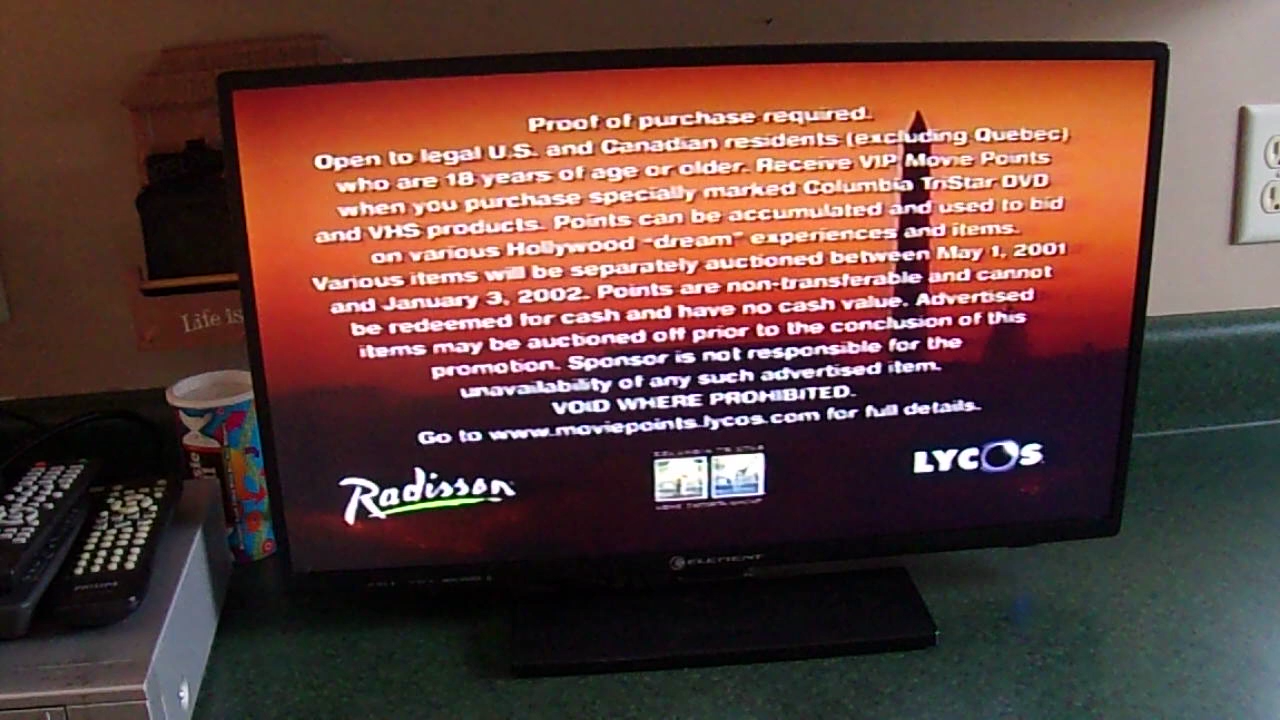 Proof of purchase required.
Open to legal U.S. and Canadian residents (excluding Quebec)
who are 18 years of age or older. Receive VIP Movie Points
when you purchase specially marked Columbia TriStar DVD
and VHS products. Points can be accumulated and used to bid
on various Hollywood "dream" experiences and items.
Various items will be separately auctioned between May 1, 2001
and January 3, 2002. Points are non-transferable and cannot
be redeemed for cash and have no cash value. Advertised
items may be auctioned off prior to the conclusion of this
promotion. Sponsor is not responsible for the
unavailability of any such advertised item.
VOID WHERE PROHIBITED.
Go to www.moviepoints.lycos.com for full details.
Radisson
LYCOS
ELEMENT
Life is
PHILIPS